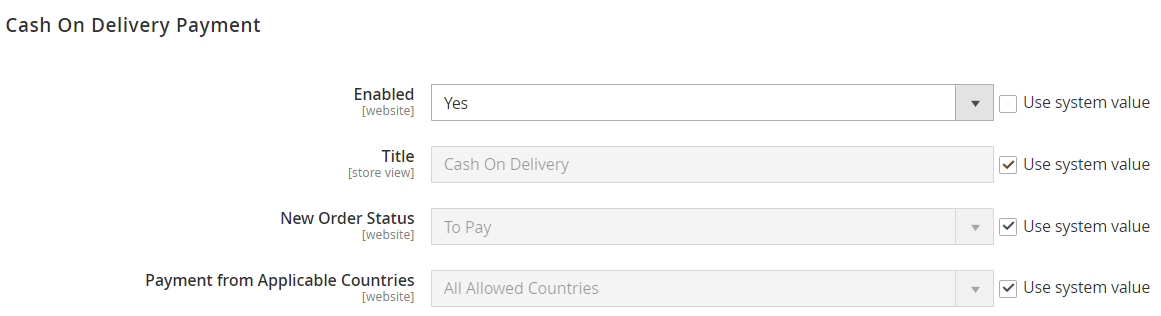 Cash On Delivery Payment
Enabled Yes Use system value
[website]
Title Cash On Delivery Use system value
[store view]
New Order Status To Pay Use system value
[website]
Payment from Applicable Countries All Allowed Countries Use system value
[website]